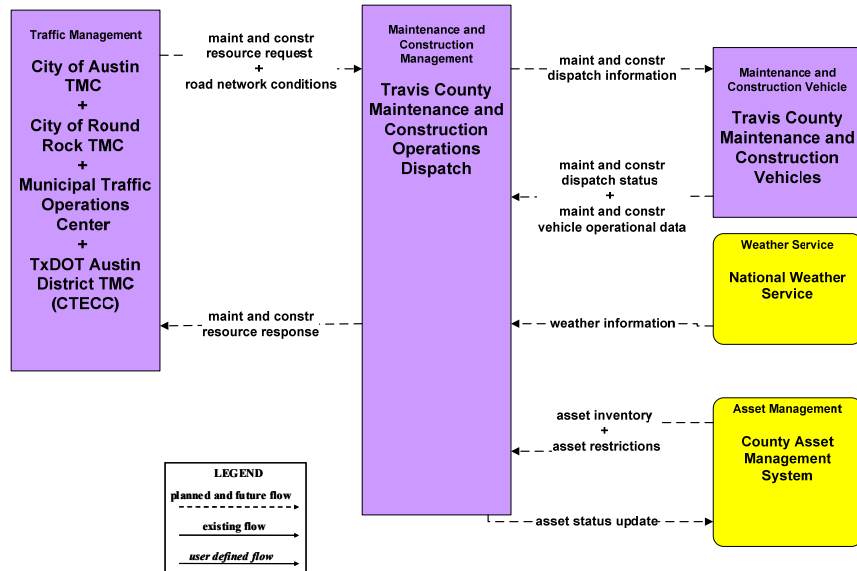 Traffic Management
City of Austin
TMC
+
City of Round
Rock TMC
+
Municipal Traffic
Operations
Center
+
TxDOT Austin
District TMC
(CTECC)
maint and constr
resource request
+
road network conditions
maint and constr
resource response
Maintenance and
Construction
Management
Travis County
Maintenance and
Construction
Operations
Dispatch
maint and constr
dispatch information
maint and constr
dispatch status
+
maint and constr
vehicle operational data
weather information
asset inventory
+
asset restrictions
asset status update
Maintenance and
Construction Vehicle
Travis County
Maintenance and
Construction
Vehicles
Weather Service
National Weather
Service
Asset Management
County Asset
Management
System
LEGEND
planned and future flow
existing flow
user defined flow